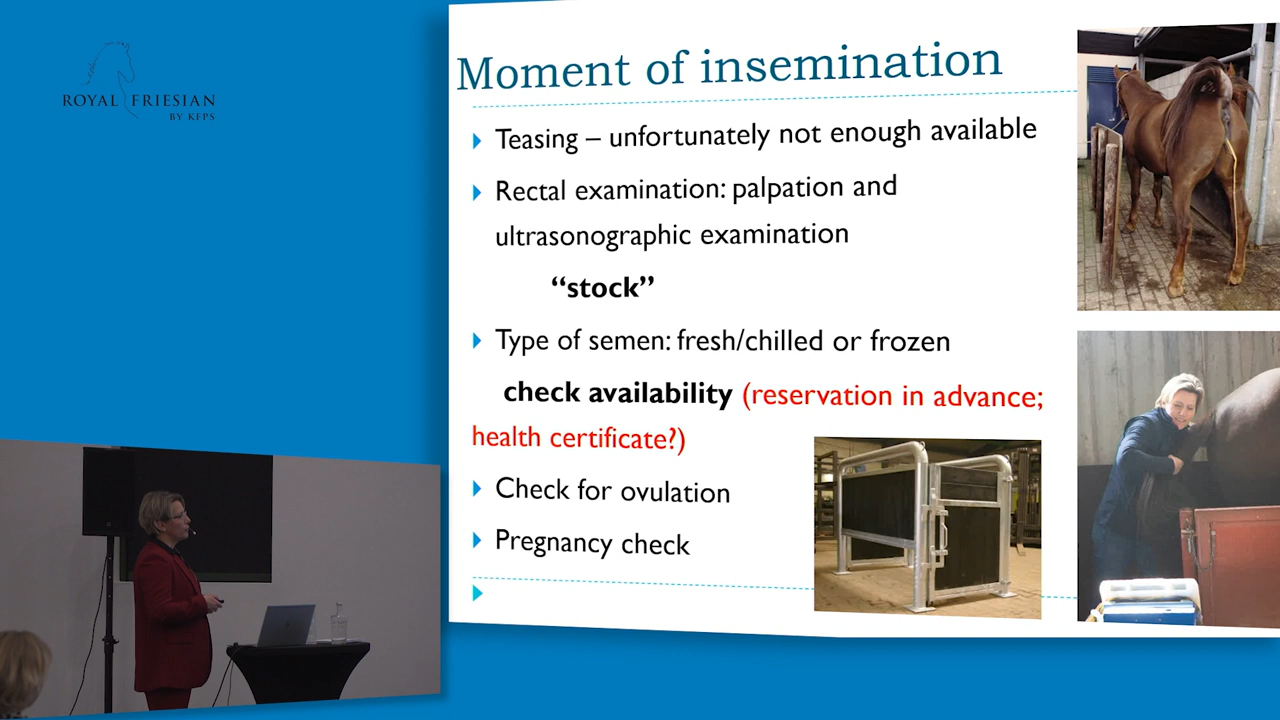 ROYAL FRIESIAN
BY KFPS
Moment of insemination
Teasing – unfortunately not enough available
Rectal examination: palpation and
ultrasonographic examination
“stock”
Type of semen: fresh/chilled or frozen
check availability (reservation in advance;
health certificate?)
Check for ovulation
Pregnancy check